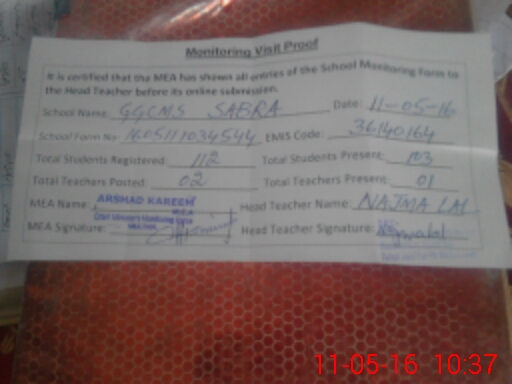 Monitoring Visit Proof
It is certified that the MEA has shown all entries of the School Monitoring Form to
the Head Teacher before its online submission.
School Name: GGCMS SABRA Date: 11-05-16
School Form No: 1605111034544 EMIS Code: 36140164
Total Students Registered: 112 Total Students Present: 103
Total Teachers Posted: 02 Total Teachers Present: 01
MEA Name: ARSHAD KAREEM Head Teacher Name: NAJMA LAL
M.E.A
MEA Signature: Head Teacher Signature:
11-05-16 10:37